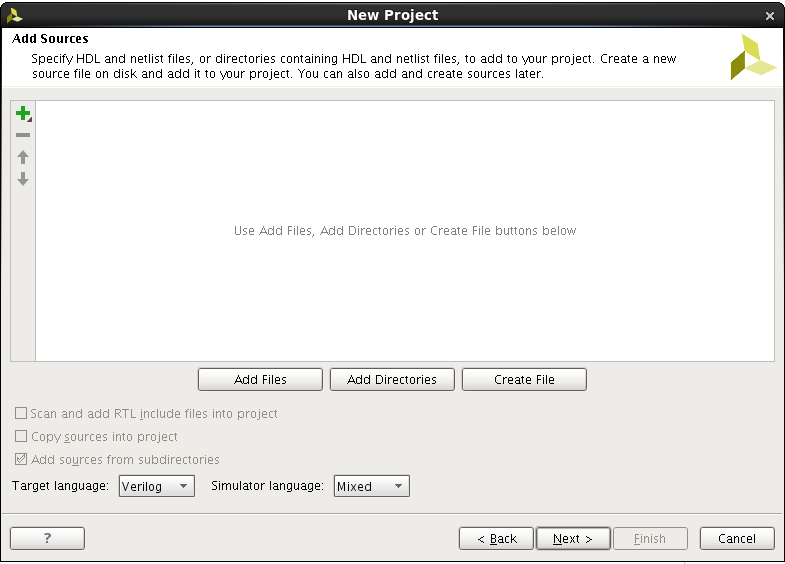 New Project
Add Sources
Specify HDL and netlist files, or directories containing HDL and netlist files, to add to your project. Create a new
source file on disk and add it to your project. You can also add and create sources later.
Use Add Files, Add Directories or Create File buttons below
Add Files Add Directories Create File
Scan and add RTL include files into project
Copy sources into project
Add sources from subdirectories
Target language: Verilog Simulator language: Mixed
? < Back Next > Finish Cancel